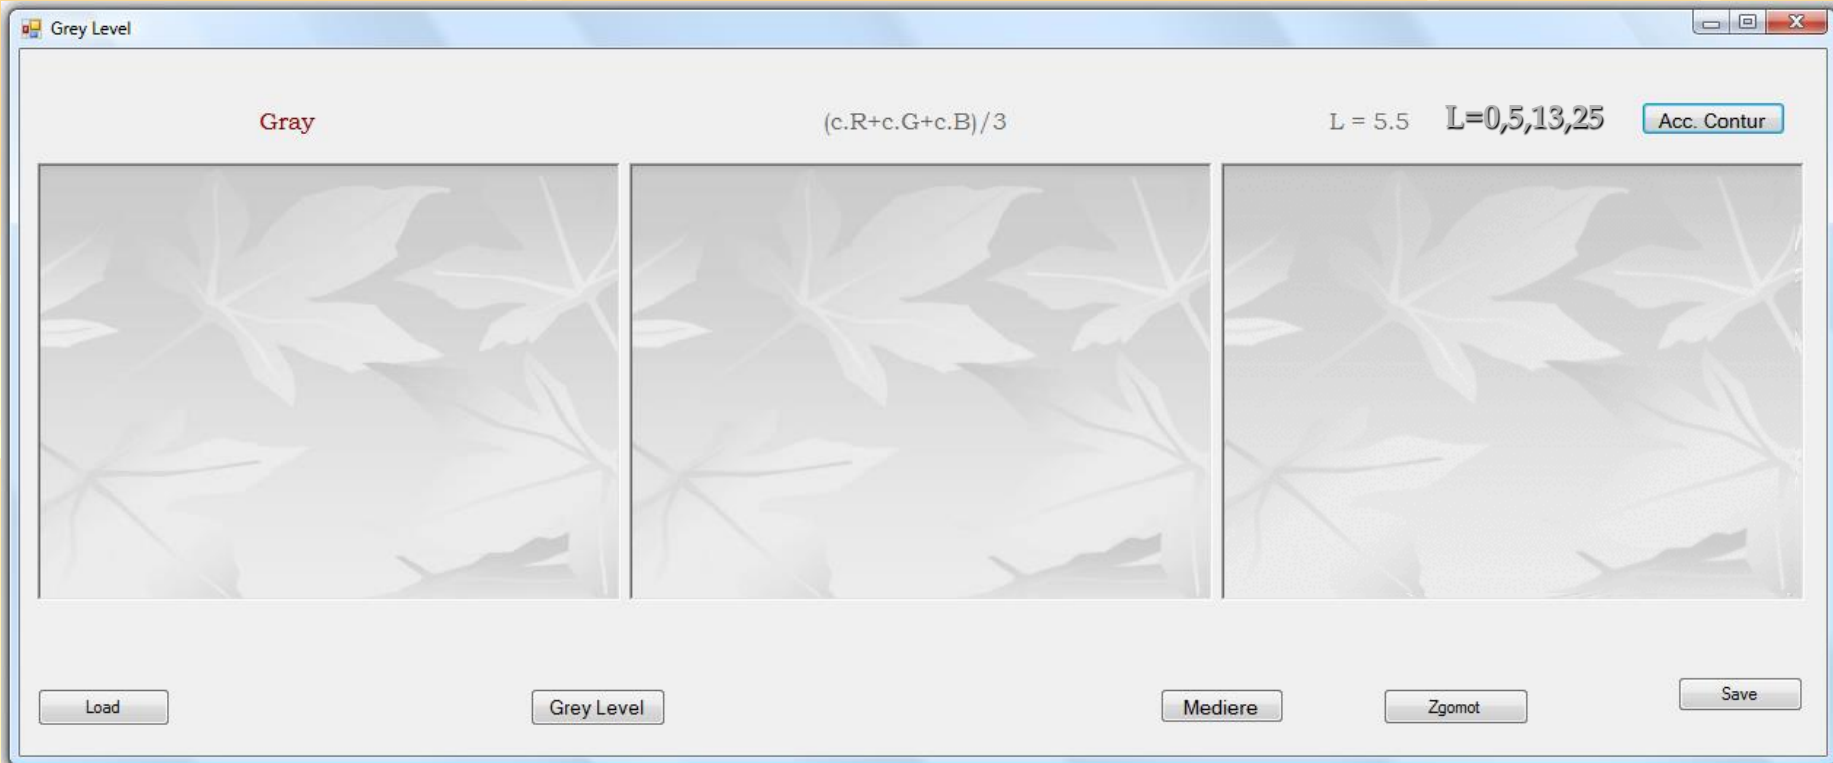 Grey Level
Gray
(c.R+c.G+c.B)/3
L = 5.5
L=0,5,13,25
Acc. Contur
Load
Grey Level
Mediere
Zgomot
Save